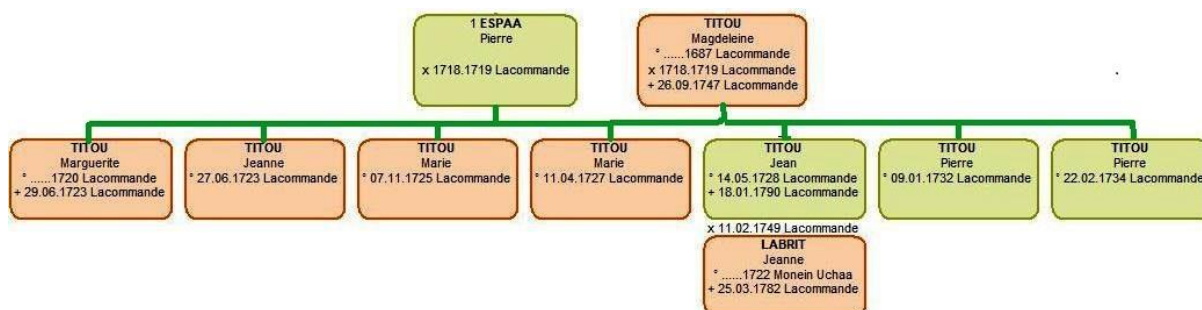 1 ESPAA
Pierre
x 1718.1719 Lacommande
TITOU
Magdeleine
° ......1687 Lacommande
x 1718.1719 Lacommande
+ 26.09.1747 Lacommande
TITOU
Marguerite
° ......1720 Lacommande
+ 29.06.1723 Lacommande
TITOU
Jeanne
° 27.06.1723 Lacommande
TITOU
Marie
° 07.11.1725 Lacommande
TITOU
Marie
° 11.04.1727 Lacommande
TITOU
Jean
° 14.05.1728 Lacommande
+ 18.01.1790 Lacommande
x 11.02.1749 Lacommande
LABRIT
Jeanne
° ......1722 Monein Uchaa
+ 25.03.1782 Lacommande
TITOU
Pierre
° 09.01.1732 Lacommande
TITOU
Pierre
° 22.02.1734 Lacommande